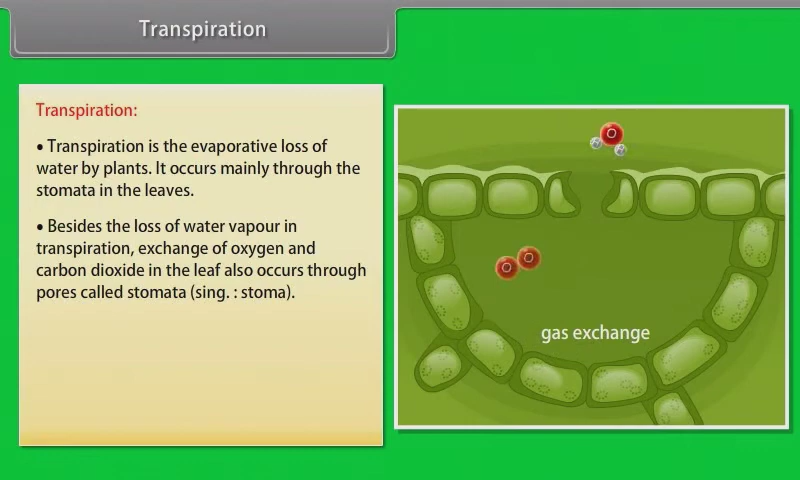 Transpiration
Transpiration:
• Transpiration is the evaporative loss of
water by plants. It occurs mainly through the
stomata in the leaves.
• Besides the loss of water vapour in
transpiration, exchange of oxygen and
carbon dioxide in the leaf also occurs through
pores called stomata (sing. : stoma).
O
H H
O O
gas exchange